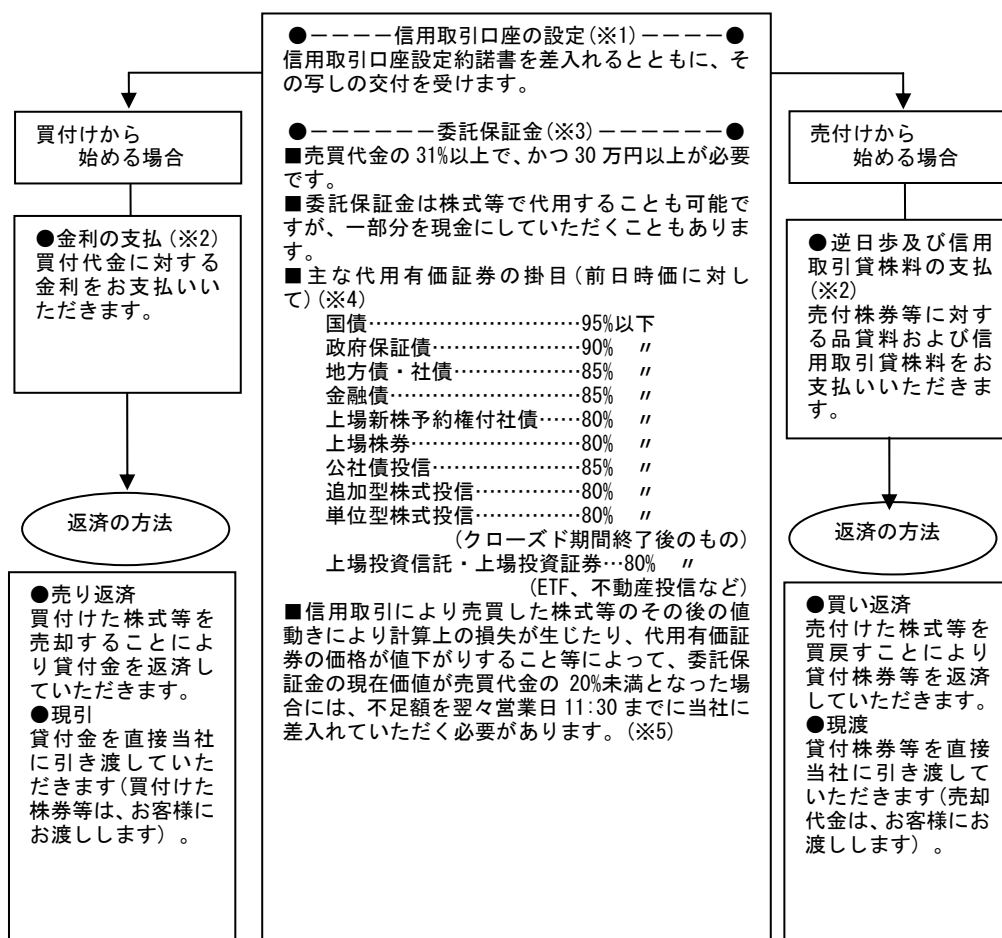 ●－－－－信用取引口座の設定(※1)－－－－●
信用取引口座設定約諾書を差入れるとともに、そ
の写しの交付を受けます。
●－－－－－－委託保証金(※3)－－－－－－●
■売買代金の 31%以上で、かつ 30 万円以上が必要
です。
■委託保証金は株式等で代用することも可能で
すが、一部分を現金にしていただくこともありま
す。
■主な代用有価証券の掛目(前日時価に対し
て)(※4)
国債…………………………95%以下
政府保証債…………………90% 〃
地方債・社債………………85% 〃
金融債………………………85% 〃
上場新株予約権付社債……80% 〃
上場株券……………………80% 〃
公社債投信…………………85% 〃
追加型株式投信……………80% 〃
単位型株式投信……………80% 〃
(クローズド期間終了後のもの)
上場投資信託・上場投資証券…80% 〃
(ETF、不動産投信など)
■信用取引により売買した株式等のその後の値
動きにより計算上の損失が生じたり、代用有価証
券の価格が値下がりすること等によって、委託保
証金の現在価値が売買代金の 20%未満となった場
合には、不足額を翌々営業日 11:30 までに当社に
差入れていただく必要があります。(※5)
買付けから
始める場合
●金利の支払(※2)
買付代金に対する
金利をお支払いい
ただきます。
返済の方法
●売り返済
買付けた株式等を
売却することによ
り貸付金を返済し
ていただきます。
●現引
貸付金を直接当社
に引き渡していた
だきます(買付けた
株券等は、お客様に
お渡しします) 。
売付けから
始める場合
●逆日歩及び信用
取引貸株料の支払
(※2)
売付株券等に対す
る品貸料および信
用取引貸株料をお
支払いいただきま
す。
返済の方法
●買い返済
売付けた株式等を
買戻すことにより
貸付株券等を返済
していただきます。
●現渡
貸付株券等を直接
当社に引き渡して
いただきます(売却
代金は、お客様にお
渡しします) 。